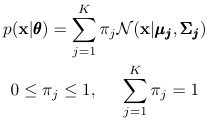 p(𝐱|𝜽) = ∑_{j=1}^{K} π_j 𝒩(𝐱|𝝁_𝒋, 𝚺_𝒋)
0 ≤ π_j ≤ 1, ∑_{j=1}^{K} π_j = 1